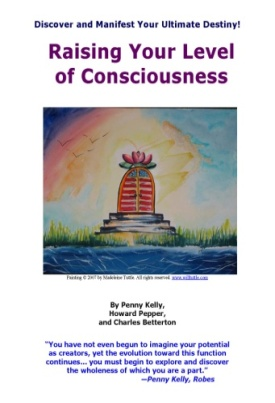 Discover and Manifest Your Ultimate Destiny!
Raising Your Level
of Consciousness
Painting © 2007 by Madeleine Tuttle. All rights reserved. www.willtuttle.com
By Penny Kelly,
Howard Pepper,
and Charles Betterton
"You have not even begun to imagine your potential
as creators, yet the evolution toward this function
continues... you must begin to explore and discover
the wholeness of which you are a part."
—Penny Kelly, Robes